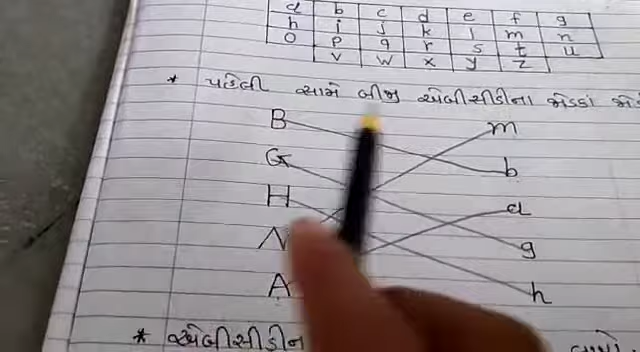 a b c d e f g
h i j k l m n
o p q r s t u
v w x y z
* પહેલી સામે બીજી એબીસીડીના જોડકાં
B m
G b
H a
N g
A h
* એબીસીડીન